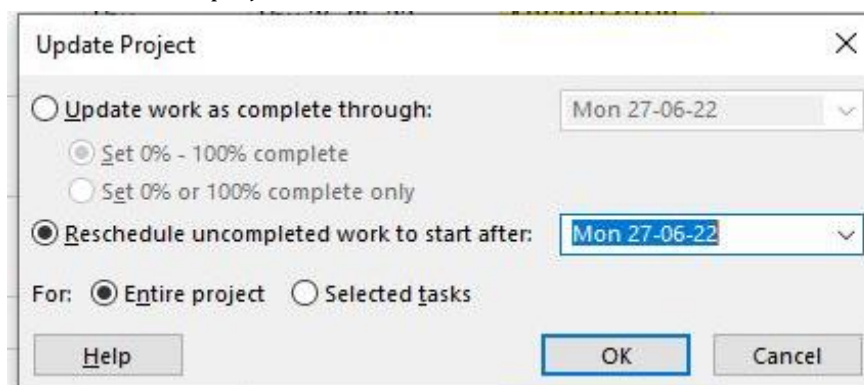 Update Project
Update work as complete through: Mon 27-06-22
Set 0% - 100% complete
Set 0% or 100% complete only
Reschedule uncompleted work to start after: Mon 27-06-22
For: Entire project Selected tasks
Help OK Cancel